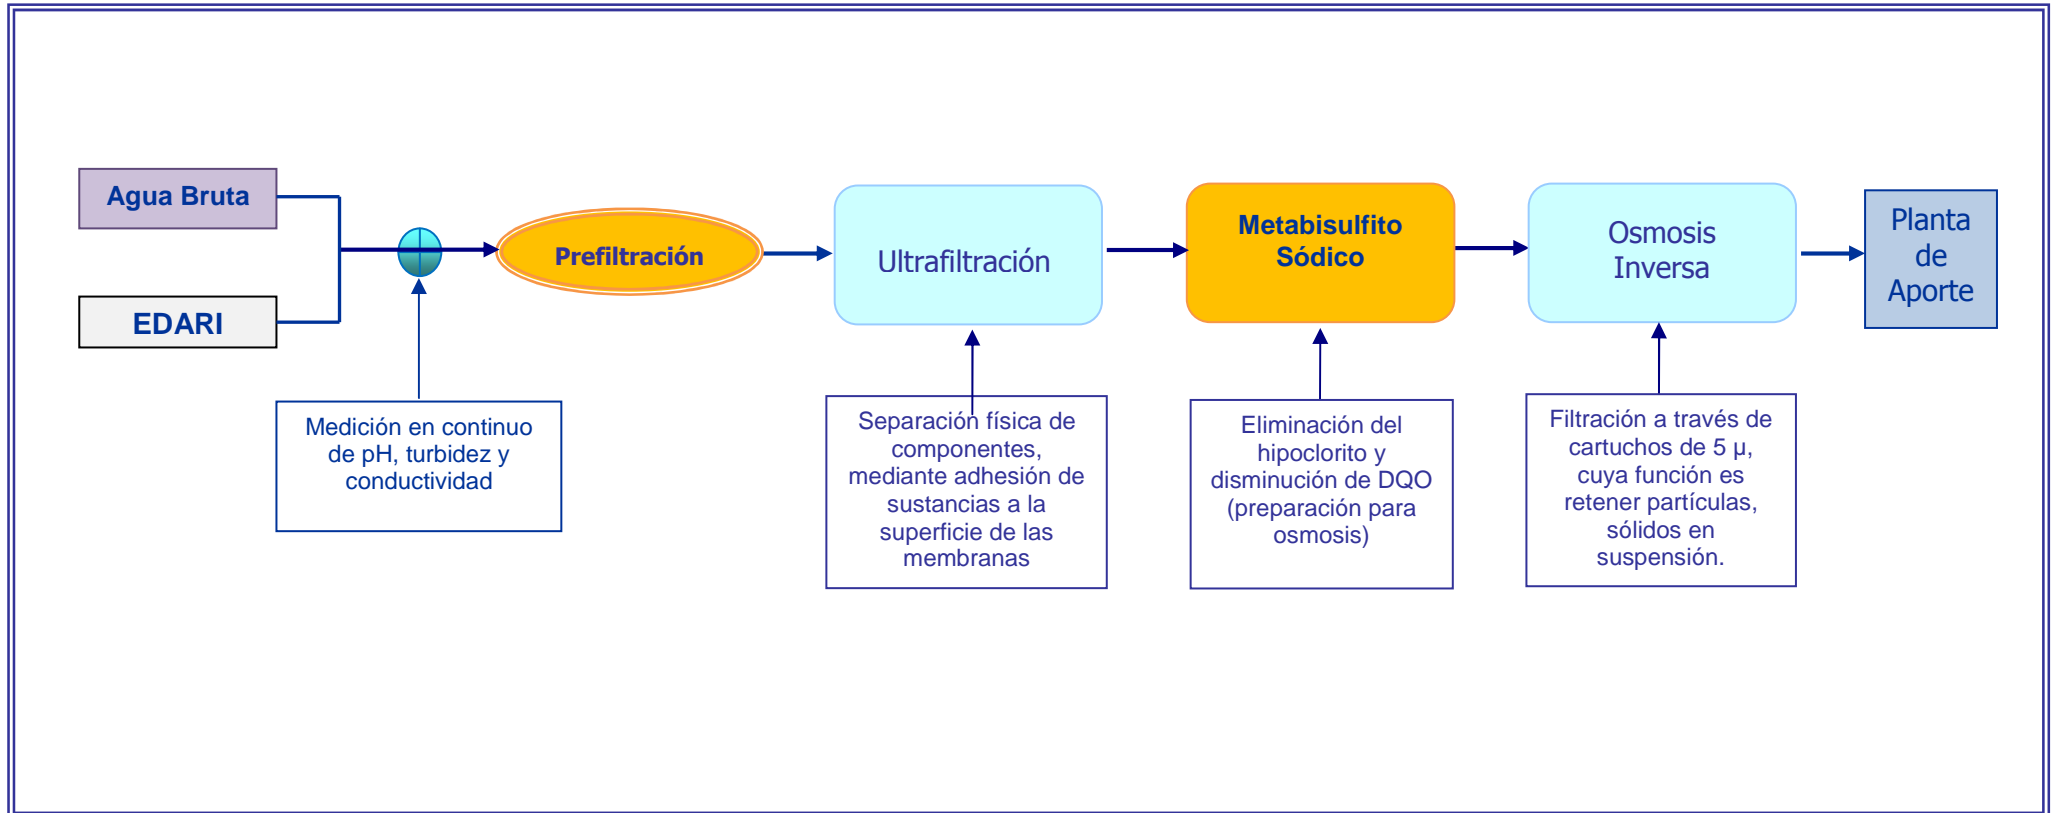 Agua Bruta
EDARI
Medición en continuo
de pH, turbidez y
conductividad
Prefiltración
Ultrafiltración
Separación física de
componentes,
mediante adhesión de
sustancias a la
superficie de las
membranas
Metabisulfito
Sódico
Eliminación del
hipoclorito y
disminución de DQO
(preparación para
osmosis)
Osmosis
Inversa
Filtración a través de
cartuchos de 5 µ,
cuya función es
retener partículas,
sólidos en
suspensión.
Planta
de
Aporte